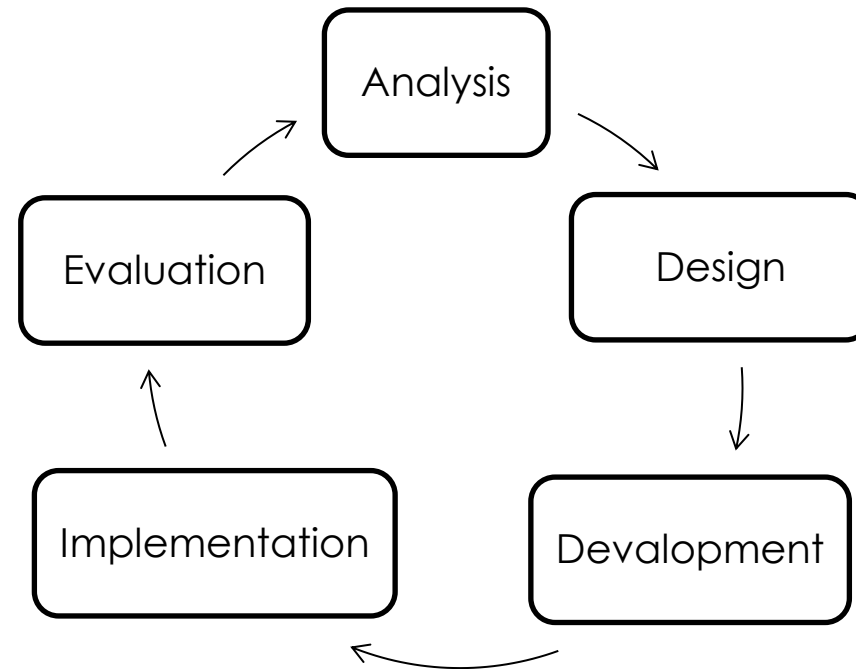 Analysis
Design
Devalopment
Implementation
Evaluation